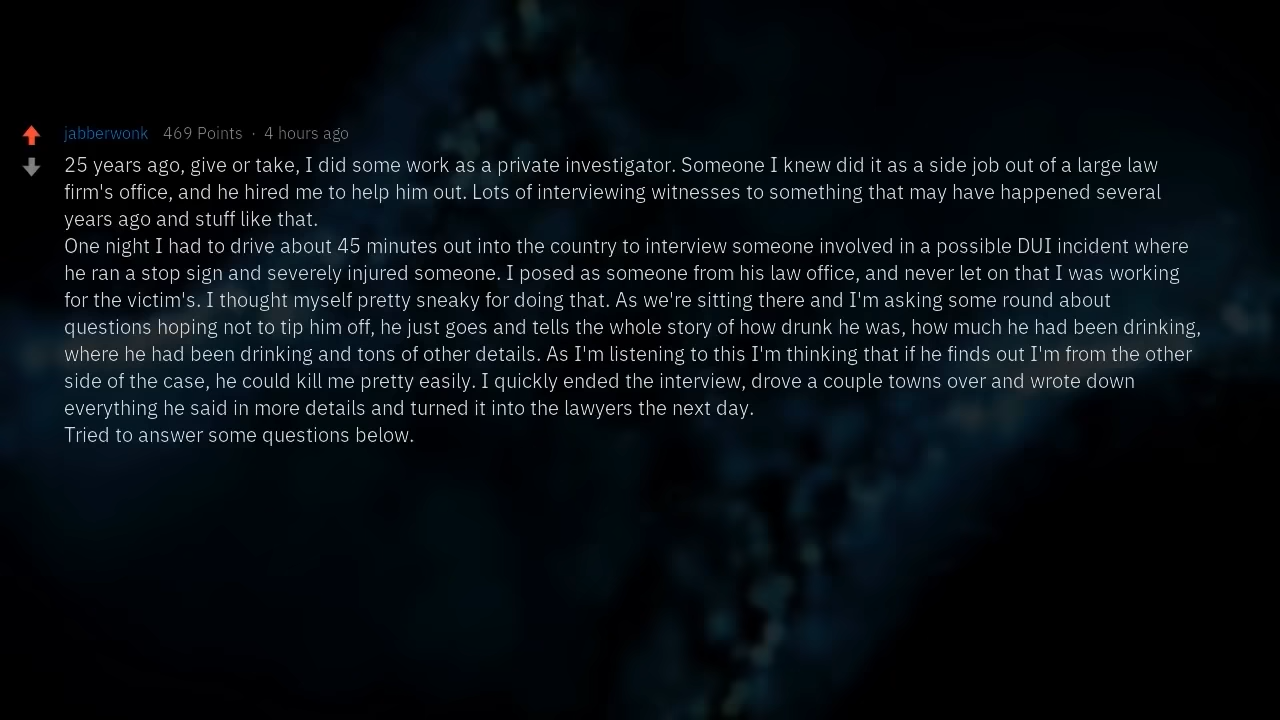 jabberwonk 469 Points · 4 hours ago
25 years ago, give or take, I did some work as a private investigator. Someone I knew did it as a side job out of a large law
firm's office, and he hired me to help him out. Lots of interviewing witnesses to something that may have happened several
years ago and stuff like that.
One night I had to drive about 45 minutes out into the country to interview someone involved in a possible DUI incident where
he ran a stop sign and severely injured someone. I posed as someone from his law office, and never let on that I was working
for the victim's. I thought myself pretty sneaky for doing that. As we're sitting there and I'm asking some round about
questions hoping not to tip him off, he just goes and tells the whole story of how drunk he was, how much he had been drinking,
where he had been drinking and tons of other details. As I'm listening to this I'm thinking that if he finds out I'm from the other
side of the case, he could kill me pretty easily. I quickly ended the interview, drove a couple towns over and wrote down
everything he said in more details and turned it into the lawyers the next day.
Tried to answer some questions below.